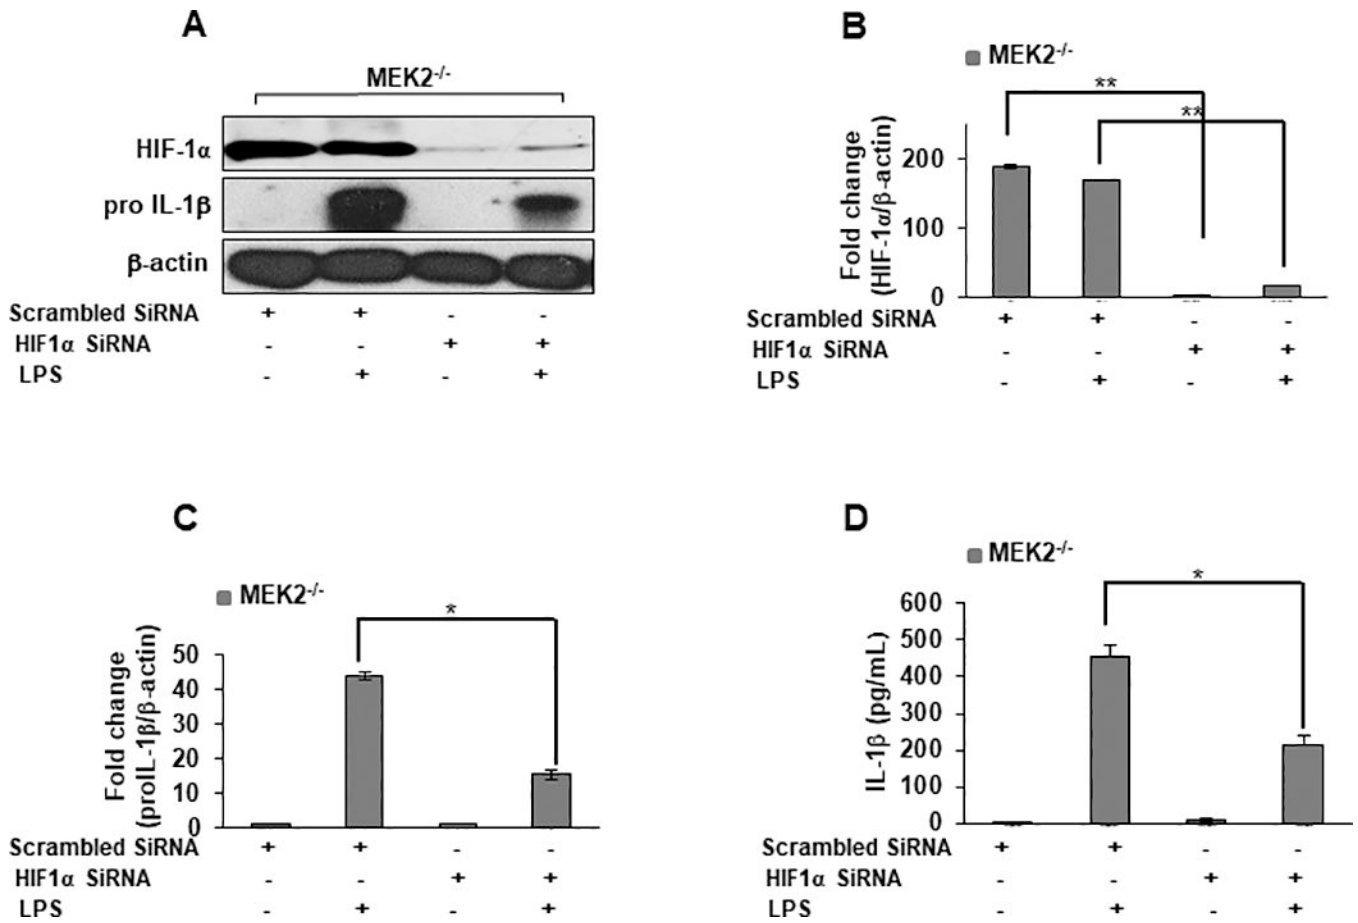 A
MEK2-/-
HIF-1α
pro IL-1β
β-actin
Scrambled SiRNA + + - -
HIF1α SiRNA - - + +
LPS - + - +
B
MEK2-/-
**
**
Fold change
(HIF-1α/β-actin)
200
100
0
Scrambled SiRNA + + - -
HIF1α SiRNA - - + +
LPS - + - +
C
MEK2-/-
*
Fold change
(proIL-1β/β-actin)
50
40
30
20
10
0
Scrambled SiRNA + + - -
HIF1α SiRNA - - + +
LPS - + - +
D
MEK2-/-
*
IL-1β (pg/mL)
600
500
400
300
200
100
0
Scrambled SiRNA + + - -
HIF1α SiRNA - - + +
LPS - + - +